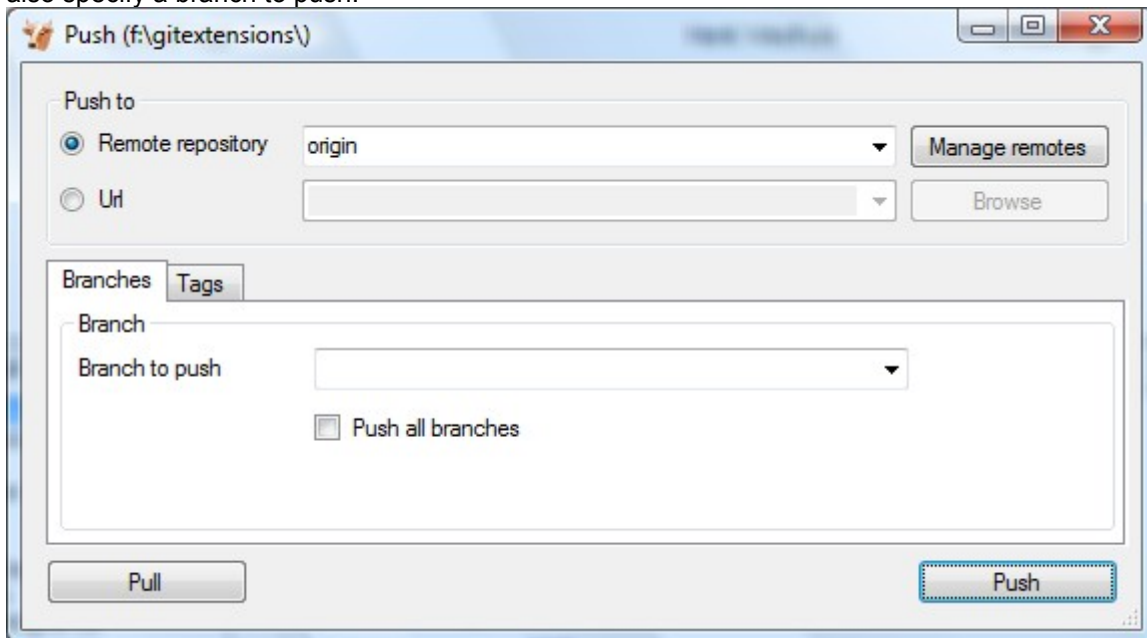 also specify a branch to push.
Push (f:\gitextensions\)
Push to
Remote repository origin Manage remotes
Url Browse
Branches Tags
Branch
Branch to push
Push all branches
Pull Push